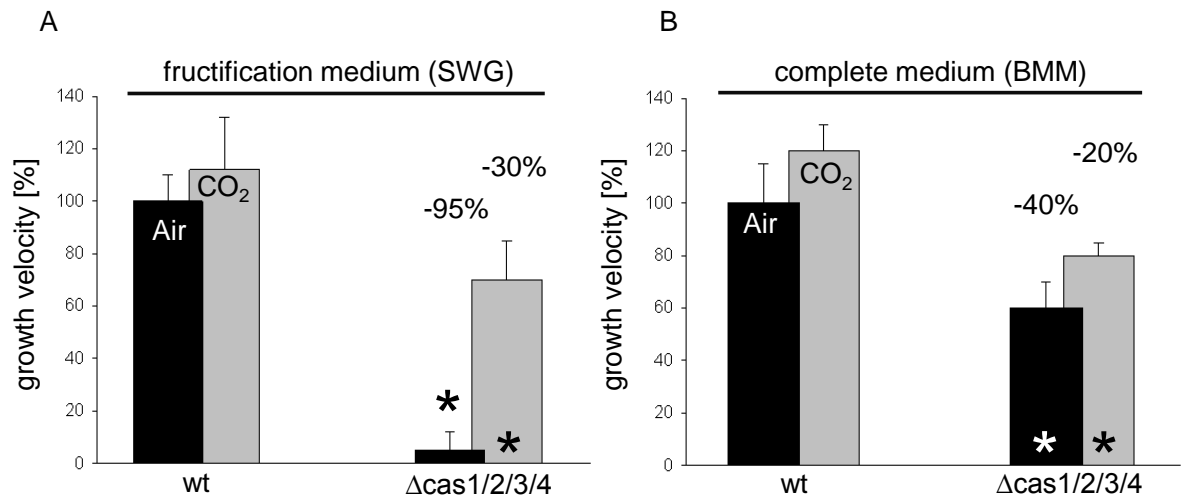 A
fructification medium (SWG)
growth velocity [%]
140
120
100
80
60
40
20
0
CO₂
Air
-30%
-95%
*
*
wt
Δcas1/2/3/4
B
complete medium (BMM)
growth velocity [%]
140
120
100
80
60
40
20
0
CO₂
Air
-20%
-40%
*
*
wt
Δcas1/2/3/4